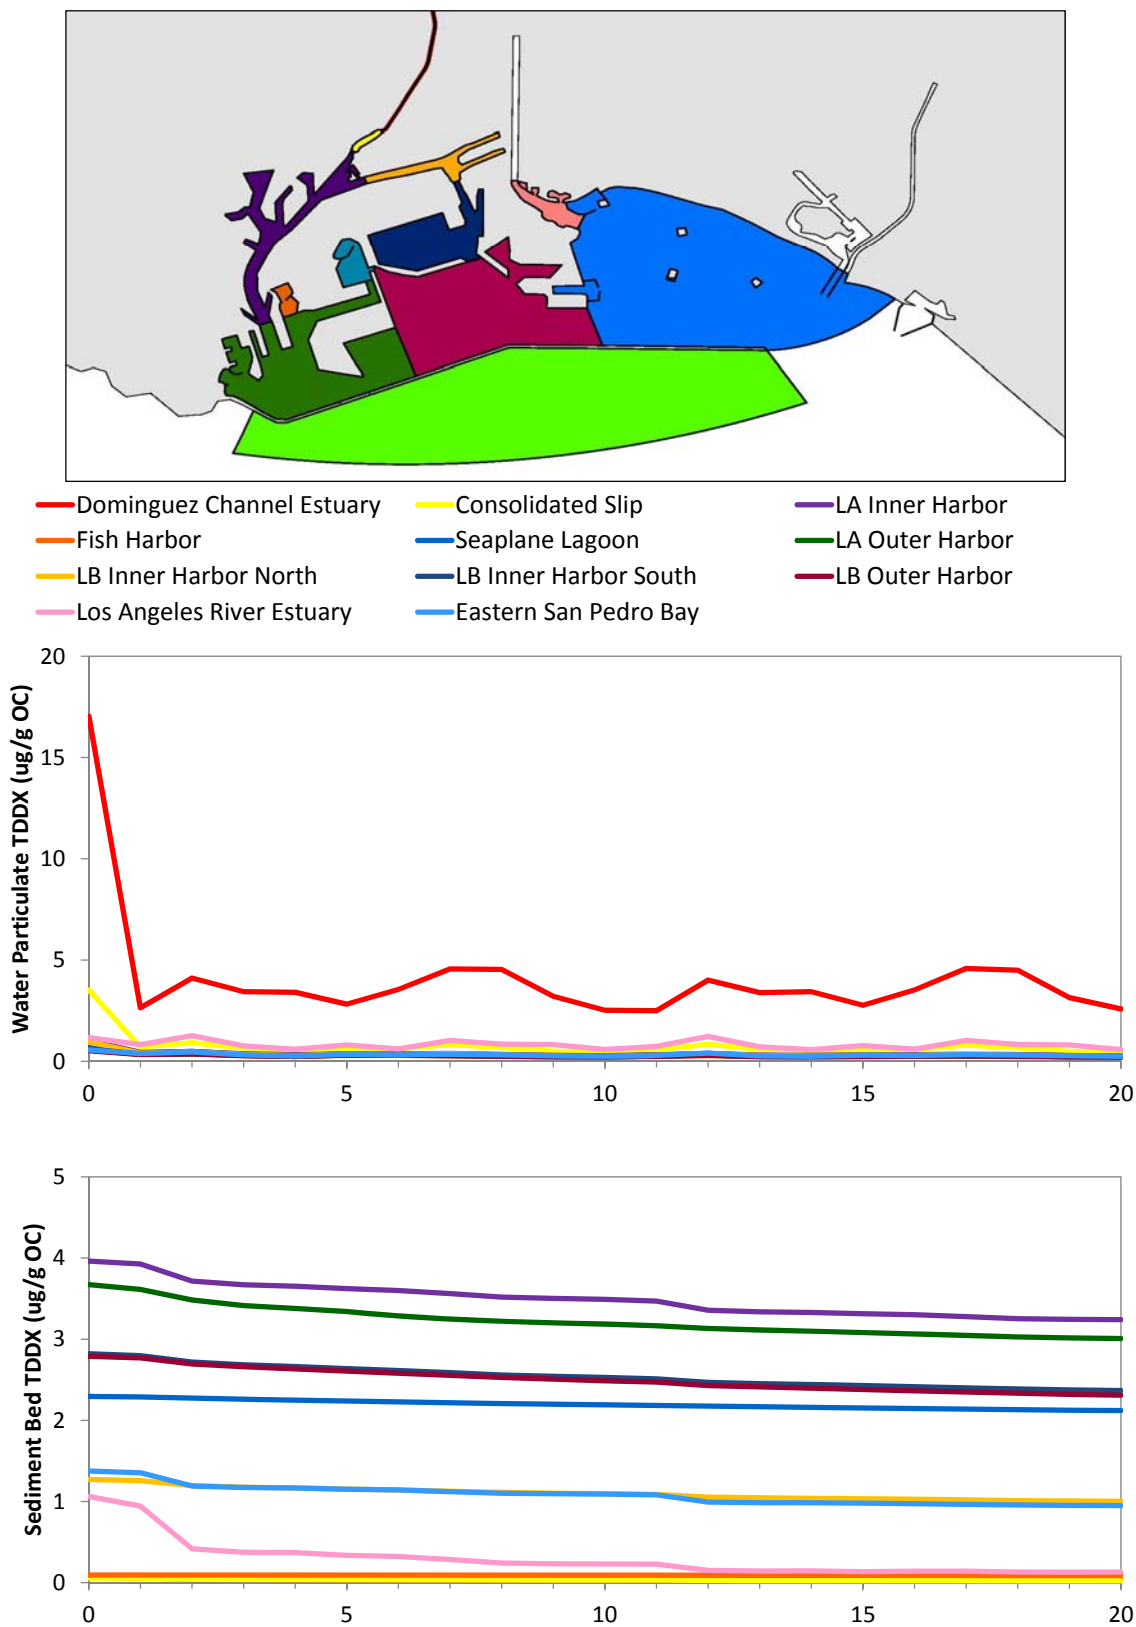 Dominguez Channel Estuary Consolidated Slip LA Inner Harbor
Fish Harbor Seaplane Lagoon LA Outer Harbor
LB Inner Harbor North LB Inner Harbor South LB Outer Harbor
Los Angeles River Estuary Eastern San Pedro Bay
Water Particulate TDDX (ug/g OC)
20
15
10
5
0
0 5 10 15 20
Sediment Bed TDDX (ug/g OC)
5
4
3
2
1
0
0 5 10 15 20